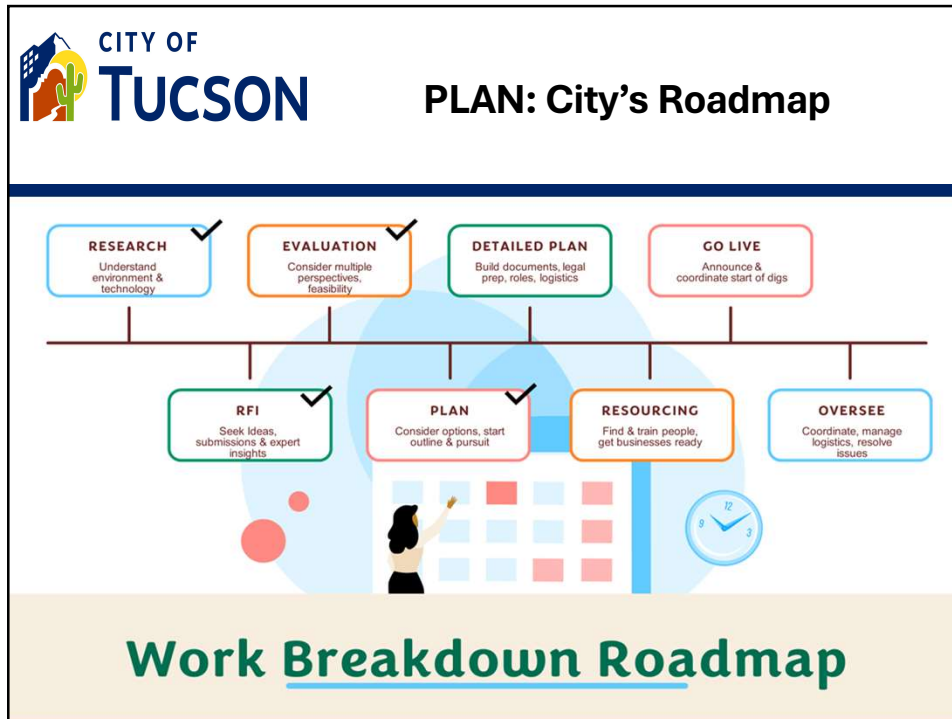 CITY OF
TUCSON
PLAN: City's Roadmap
RESEARCH
Understand
environment &
technology
EVALUATION
Consider multiple
perspectives,
feasibility
DETAILED PLAN
Build documents, legal
prep, roles, logistics
GO LIVE
Announce &
coordinate start of digs
RFI
Seek Ideas,
submissions & expert
insights
PLAN
Consider options, start
outline & pursuit
RESOURCING
Find & train people,
get businesses ready
OVERSEE
Coordinate, manage
logistics, resolve
issues
12
9
3
Work Breakdown Roadmap